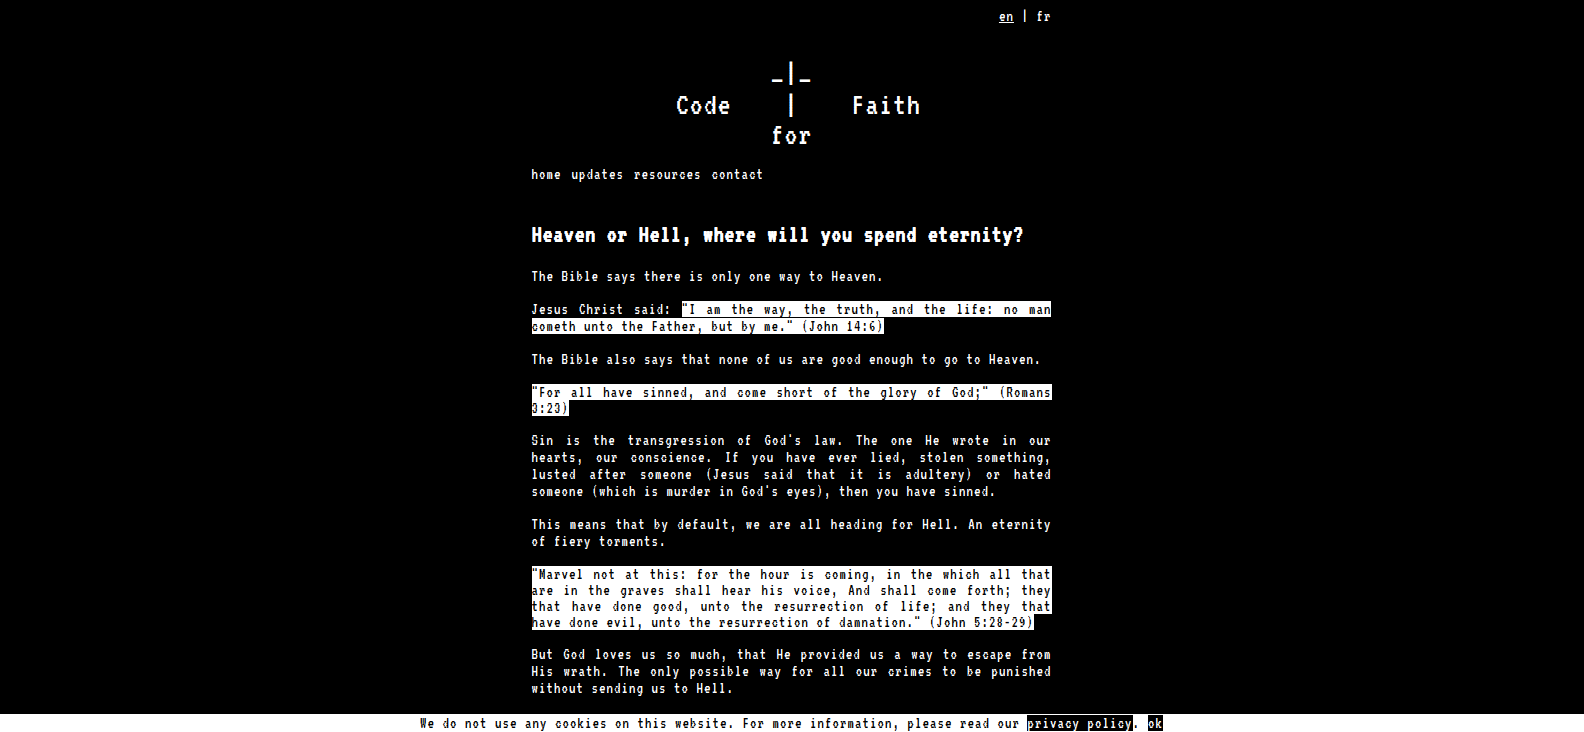 en | fr
_|_
Code | Faith
for
home updates resources contact
Heaven or Hell, where will you spend eternity?
The Bible says there is only one way to Heaven.
Jesus Christ said: "I am the way, the truth, and the life: no man
cometh unto the Father, but by me." (John 14:6)
The Bible also says that none of us are good enough to go to Heaven.
"For all have sinned, and come short of the glory of God;" (Romans
3:23)
Sin is the transgression of God's law. The one He wrote in our
hearts, our conscience. If you have ever lied, stolen something,
lusted after someone (Jesus said that it is adultery) or hated
someone (which is murder in God's eyes), then you have sinned.
This means that by default, we are all heading for Hell. An eternity
of fiery torments.
"Marvel not at this: for the hour is coming, in the which all that
are in the graves shall hear his voice, And shall come forth; they
that have done good, unto the resurrection of life; and they that
have done evil, unto the resurrection of damnation." (John 5:28-29)
But God loves us so much, that He provided us a way to escape from
His wrath. The only possible way for all our crimes to be punished
without sending us to Hell.
We do not use any cookies on this website. For more information, please read our privacy policy. ok